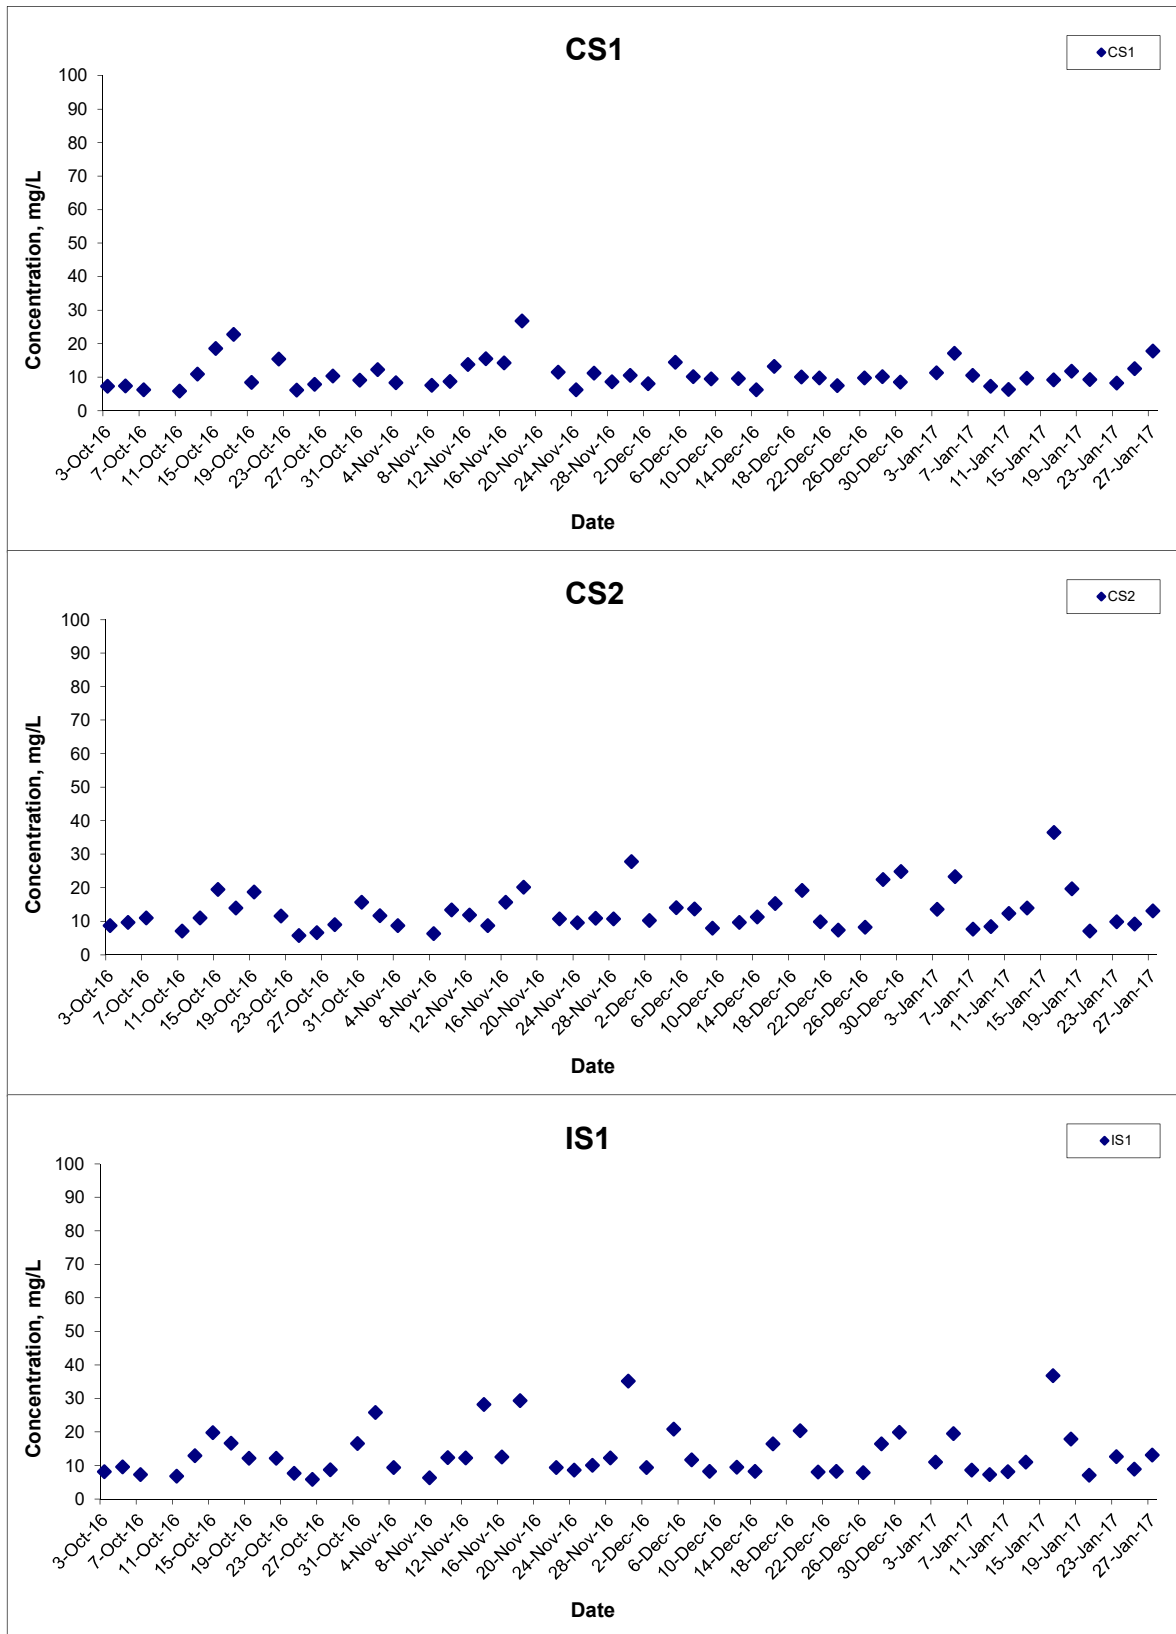 CS1
CS1
100
90
80
70
60
50
40
30
20
10
0
Concentration, mg/L
3-Oct-16
7-Oct-16
11-Oct-16
15-Oct-16
19-Oct-16
23-Oct-16
27-Oct-16
31-Oct-16
4-Nov-16
8-Nov-16
12-Nov-16
16-Nov-16
20-Nov-16
24-Nov-16
28-Nov-16
2-Dec-16
6-Dec-16
10-Dec-16
14-Dec-16
18-Dec-16
22-Dec-16
26-Dec-16
30-Dec-16
3-Jan-17
7-Jan-17
11-Jan-17
15-Jan-17
19-Jan-17
23-Jan-17
27-Jan-17
Date
CS2
CS2
100
90
80
70
60
50
40
30
20
10
0
Concentration, mg/L
3-Oct-16
7-Oct-16
11-Oct-16
15-Oct-16
19-Oct-16
23-Oct-16
27-Oct-16
31-Oct-16
4-Nov-16
8-Nov-16
12-Nov-16
16-Nov-16
20-Nov-16
24-Nov-16
28-Nov-16
2-Dec-16
6-Dec-16
10-Dec-16
14-Dec-16
18-Dec-16
22-Dec-16
26-Dec-16
30-Dec-16
3-Jan-17
7-Jan-17
11-Jan-17
15-Jan-17
19-Jan-17
23-Jan-17
27-Jan-17
Date
IS1
IS1
100
90
80
70
60
50
40
30
20
10
0
Concentration, mg/L
3-Oct-16
7-Oct-16
11-Oct-16
15-Oct-16
19-Oct-16
23-Oct-16
27-Oct-16
31-Oct-16
4-Nov-16
8-Nov-16
12-Nov-16
16-Nov-16
20-Nov-16
24-Nov-16
28-Nov-16
2-Dec-16
6-Dec-16
10-Dec-16
14-Dec-16
18-Dec-16
22-Dec-16
26-Dec-16
30-Dec-16
3-Jan-17
7-Jan-17
11-Jan-17
15-Jan-17
19-Jan-17
23-Jan-17
27-Jan-17
Date